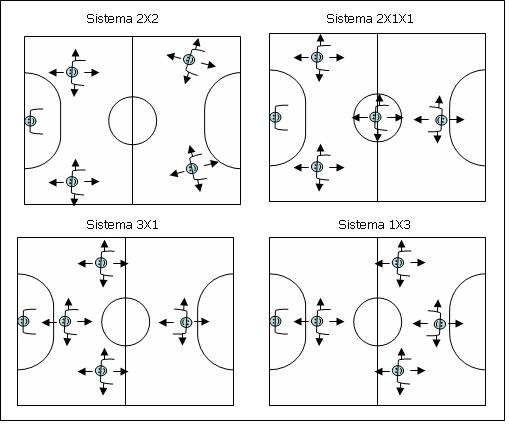 Sistema 2X2
Sistema 2X1X1
Sistema 3X1
Sistema 1X3